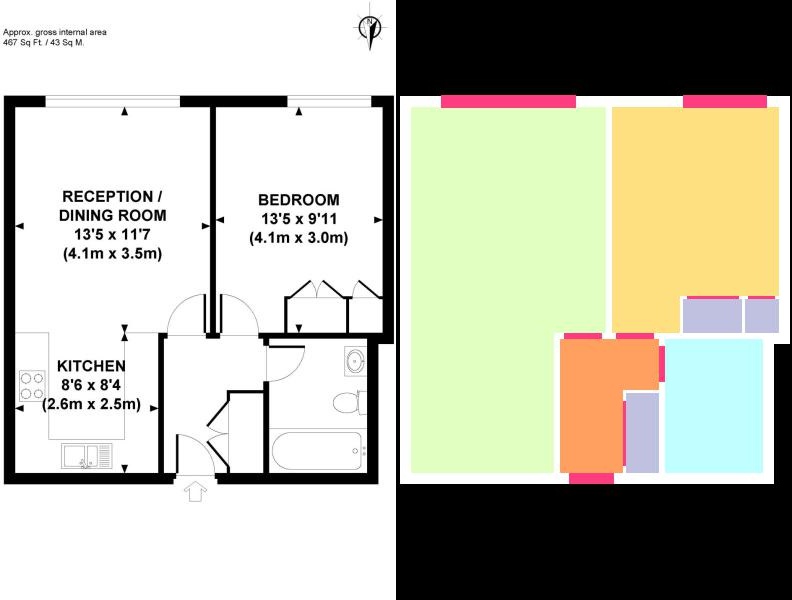 Approx. gross internal area
467 Sq Ft. / 43 Sq M.
N
RECEPTION /
DINING ROOM
13'5 x 11'7
(4.1m x 3.5m)
BEDROOM
13'5 x 9'11
(4.1m x 3.0m)
KITCHEN
8'6 x 8'4
(2.6m x 2.5m)